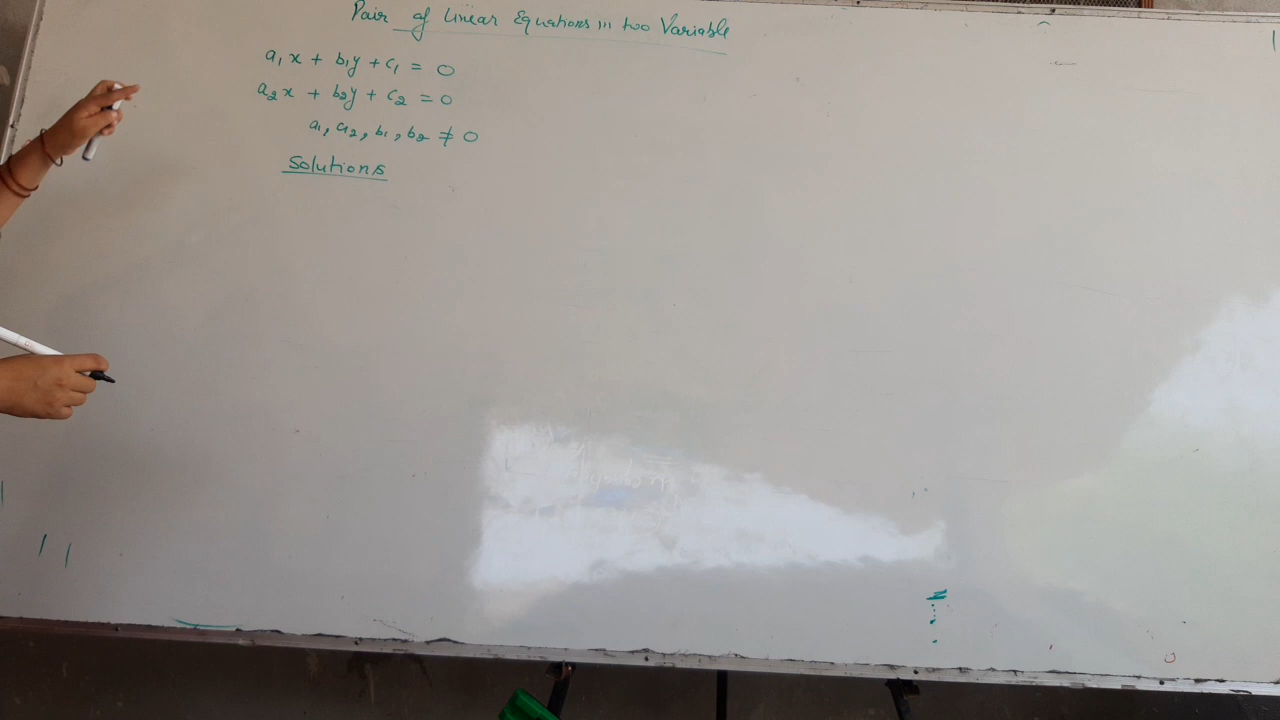 Pair of Linear Equations in two Variable
a₁x + b₁y + c₁ = 0
a₂x + b₂y + c₂ = 0
a₁, a₂, b₁, b₂ ≠ 0
Solutions